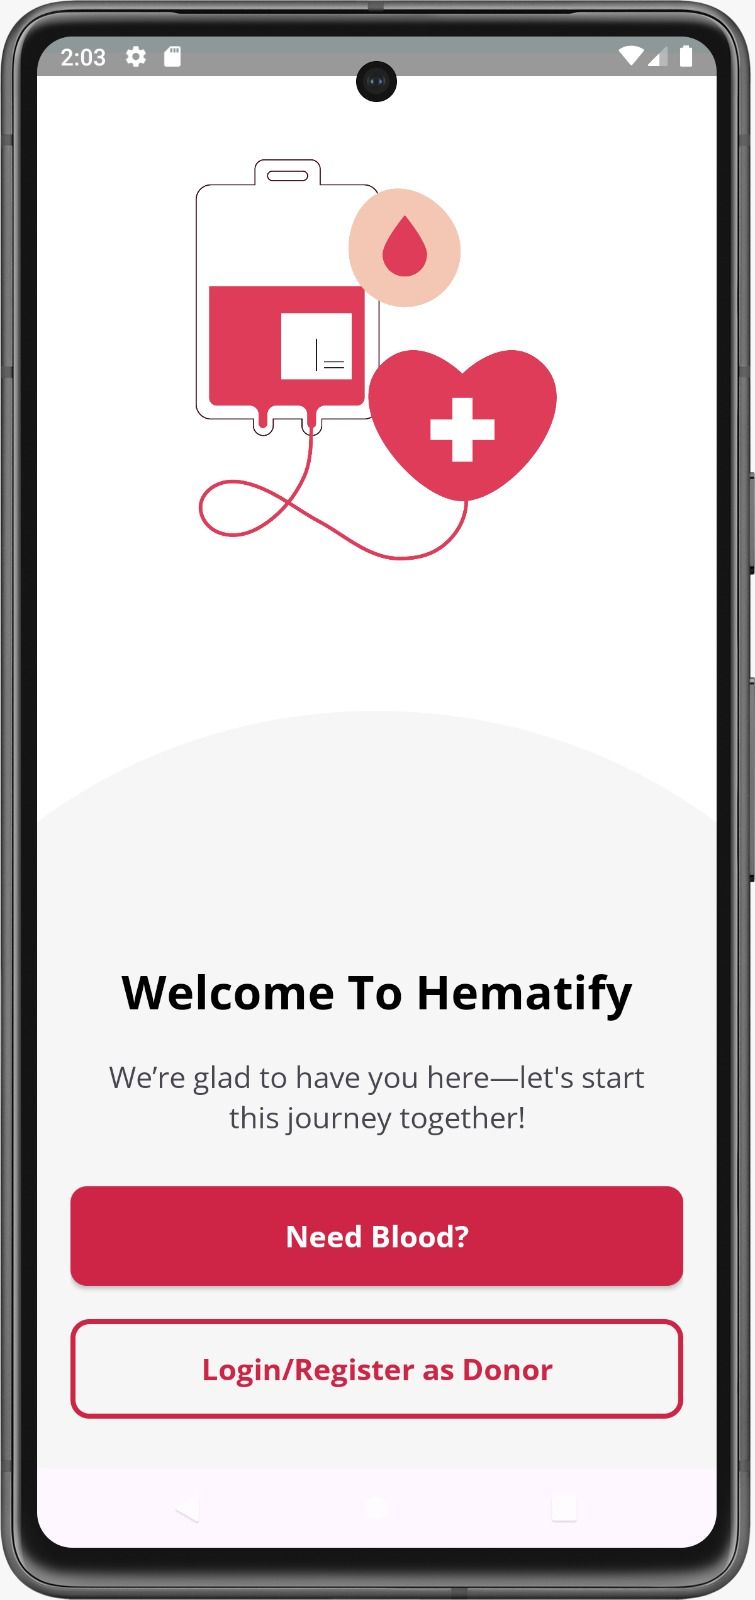 2:03
Welcome To Hematify
We’re glad to have you here—let's start
this journey together!
Need Blood?
Login/Register as Donor